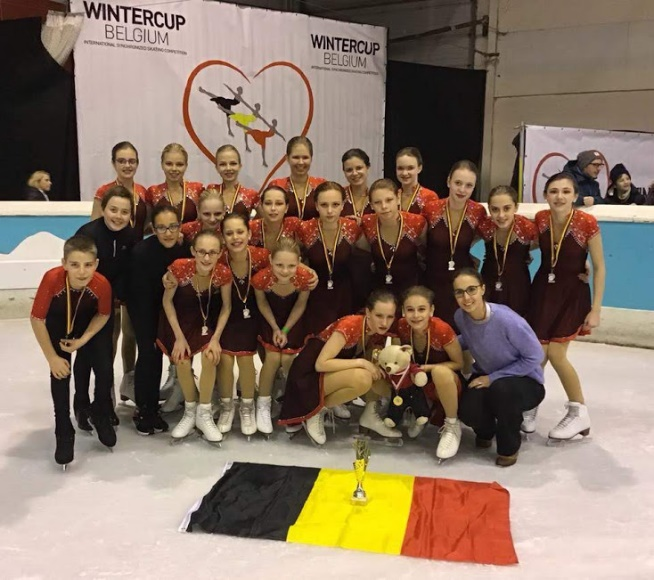 WINTERCUP
BELGIUM
INTERNATIONAL SYNCHRONIZED SKATING COMPETITION
WINTERCUP
BELGIUM
INTERNATIONAL SYNCHRONIZED SKATING COMPETITION